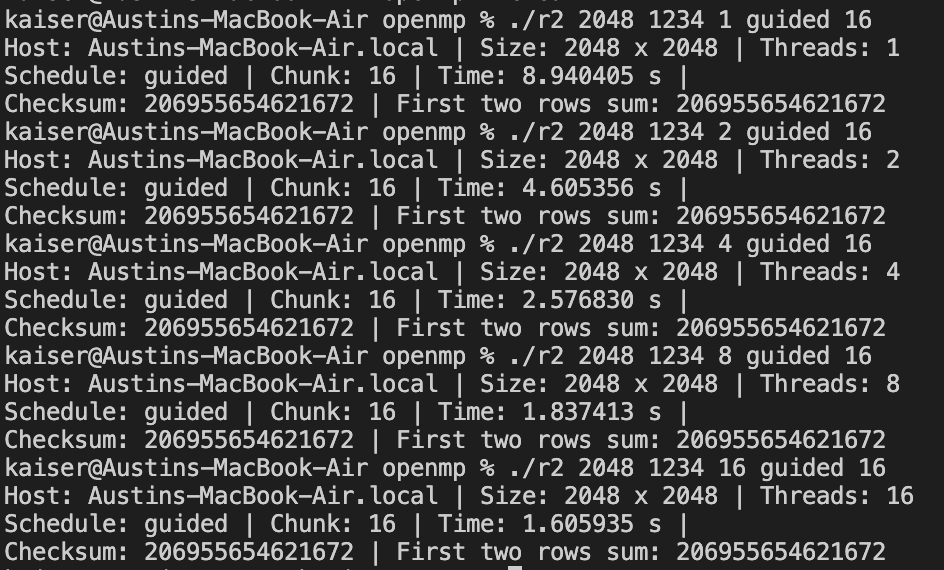 kaiser@Austins-MacBook-Air openmp % ./r2 2048 1234 1 guided 16
Host: Austins-MacBook-Air.local | Size: 2048 x 2048 | Threads: 1
Schedule: guided | Chunk: 16 | Time: 8.940405 s |
Checksum: 206955654621672 | First two rows sum: 206955654621672
kaiser@Austins-MacBook-Air openmp % ./r2 2048 1234 2 guided 16
Host: Austins-MacBook-Air.local | Size: 2048 x 2048 | Threads: 2
Schedule: guided | Chunk: 16 | Time: 4.605356 s |
Checksum: 206955654621672 | First two rows sum: 206955654621672
kaiser@Austins-MacBook-Air openmp % ./r2 2048 1234 4 guided 16
Host: Austins-MacBook-Air.local | Size: 2048 x 2048 | Threads: 4
Schedule: guided | Chunk: 16 | Time: 2.576830 s |
Checksum: 206955654621672 | First two rows sum: 206955654621672
kaiser@Austins-MacBook-Air openmp % ./r2 2048 1234 8 guided 16
Host: Austins-MacBook-Air.local | Size: 2048 x 2048 | Threads: 8
Schedule: guided | Chunk: 16 | Time: 1.837413 s |
Checksum: 206955654621672 | First two rows sum: 206955654621672
kaiser@Austins-MacBook-Air openmp % ./r2 2048 1234 16 guided 16
Host: Austins-MacBook-Air.local | Size: 2048 x 2048 | Threads: 16
Schedule: guided | Chunk: 16 | Time: 1.605935 s |
Checksum: 206955654621672 | First two rows sum: 206955654621672